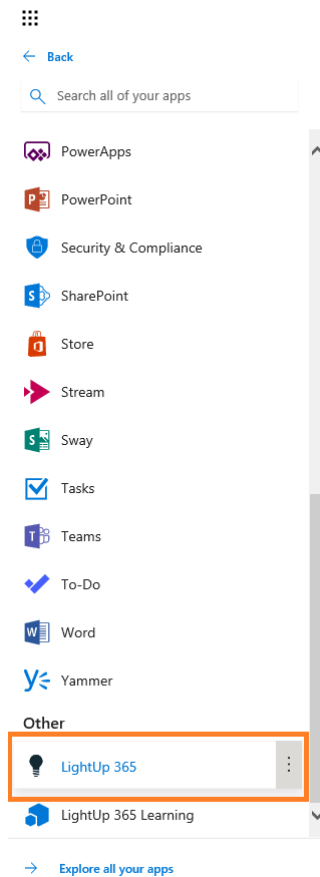 Back
Search all of your apps
PowerApps
PowerPoint
Security & Compliance
SharePoint
Store
Stream
Sway
Tasks
Teams
To-Do
Word
Yammer
Other
LightUp 365
LightUp 365 Learning
Explore all your apps